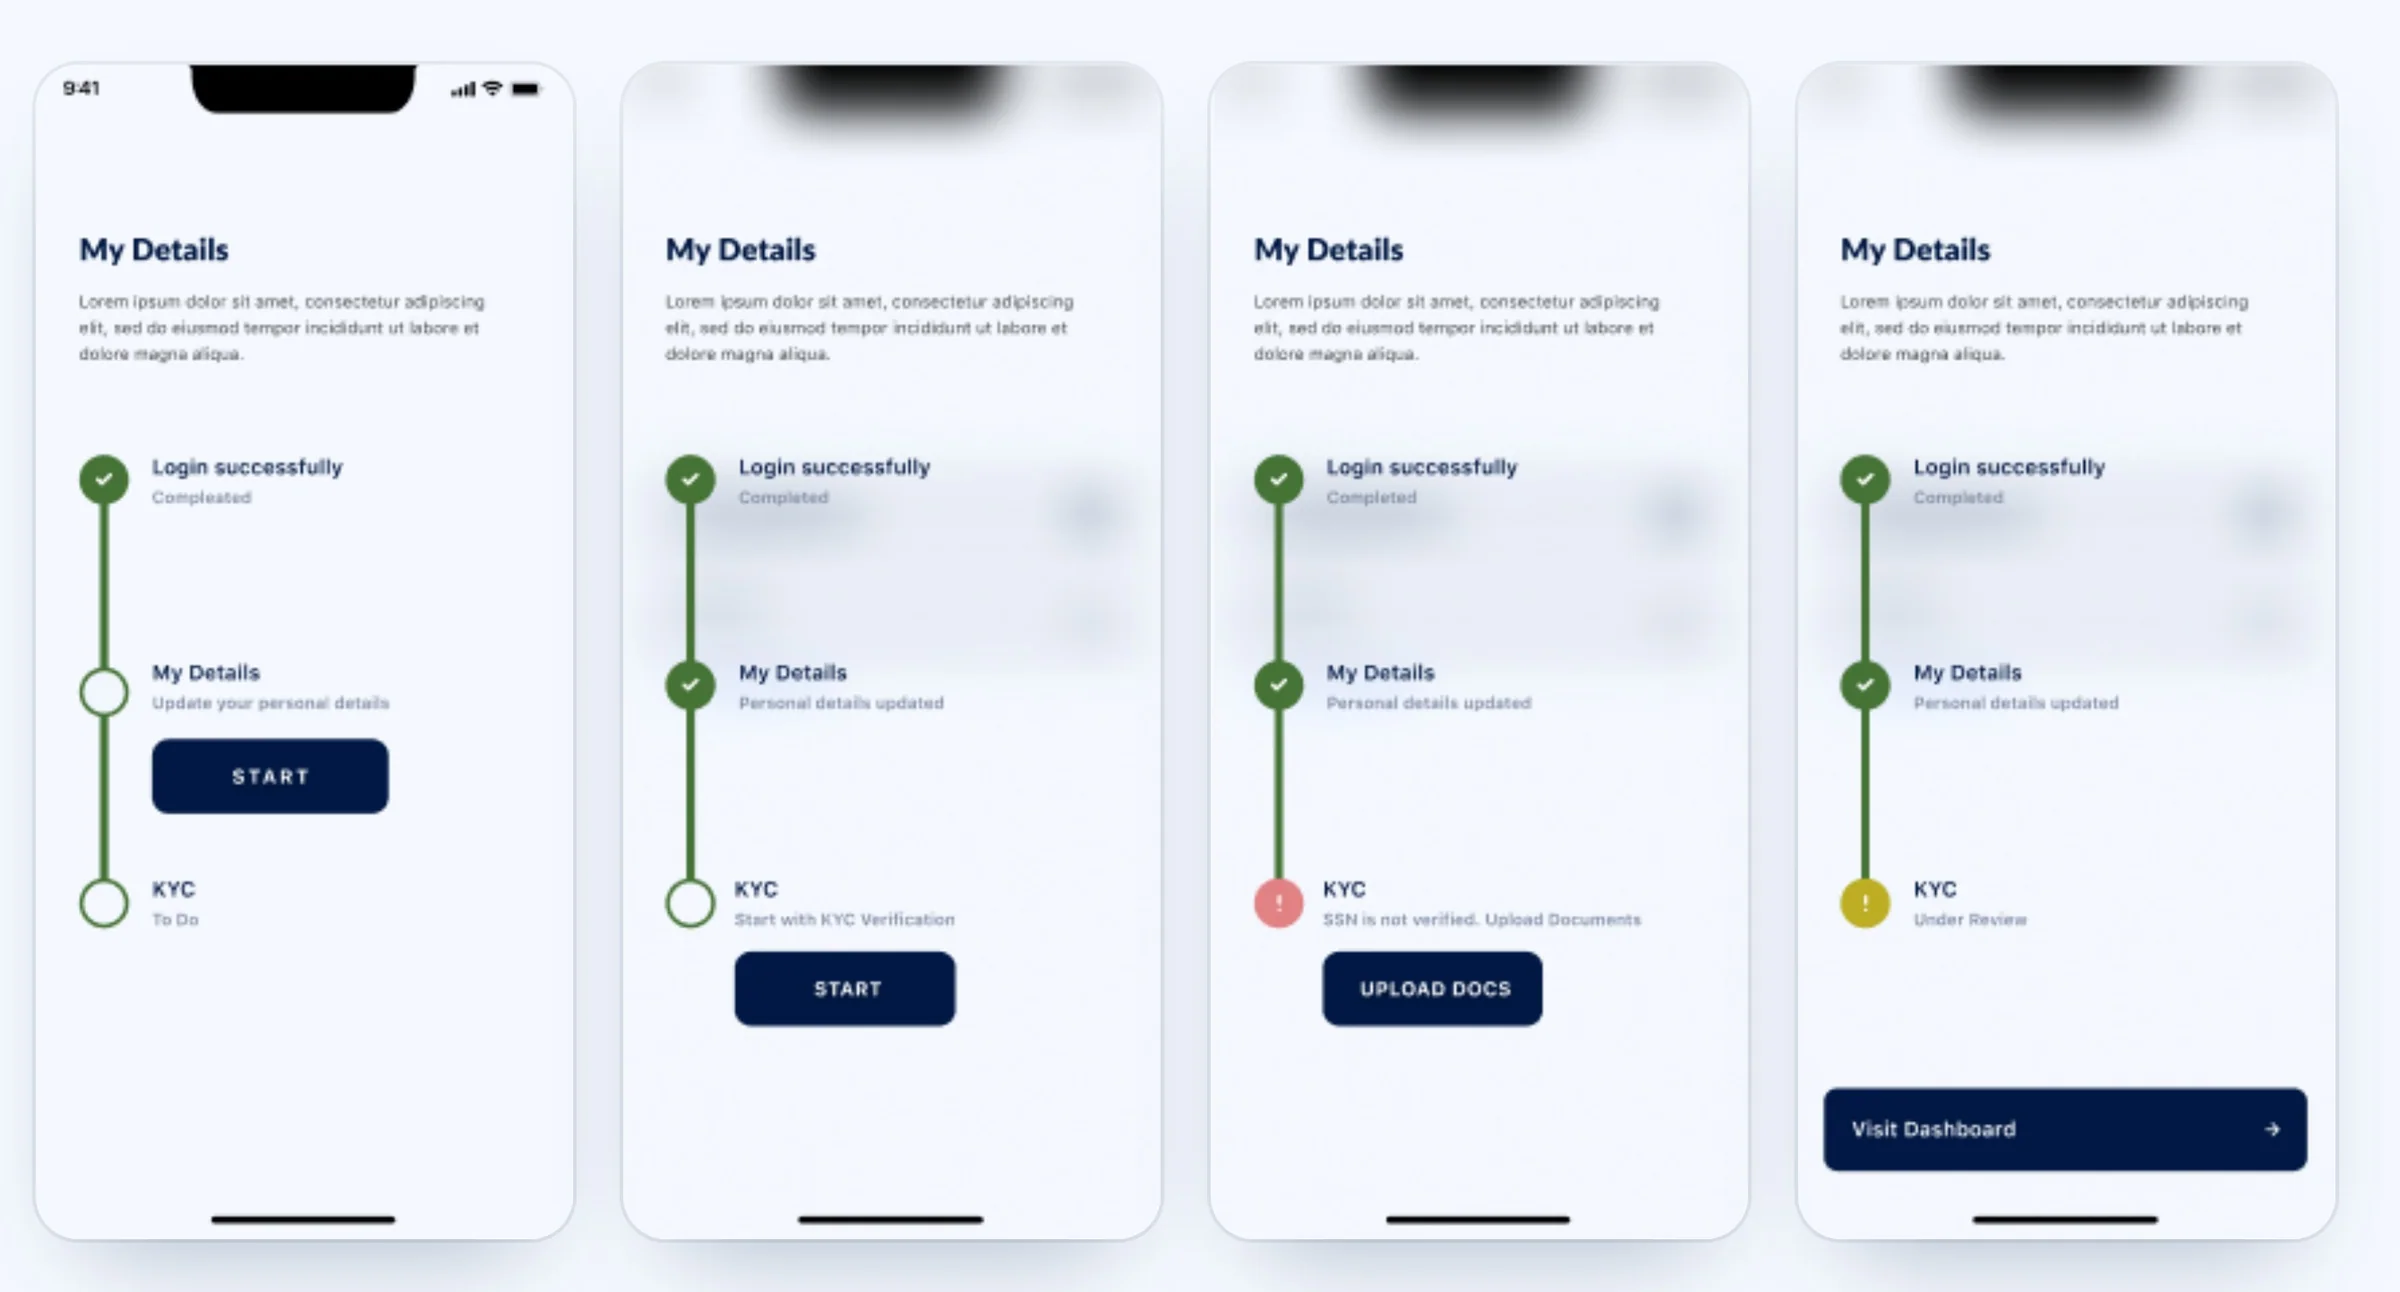 9:41
My Details
Lorem ipsum dolor sit amet, consectetur adipiscing
elit, sed do eiusmod tempor incididunt ut labore et
dolore magna aliqua.
Login successfully
Compleated
My Details
Update your personal details
START
KYC
To Do
My Details
Lorem ipsum dolor sit amet, consectetur adipiscing
elit, sed do eiusmod tempor incididunt ut labore et
dolore magna aliqua.
Login successfully
Completed
My Details
Personal details updated
KYC
Start with KYC Verification
START
My Details
Lorem ipsum dolor sit amet, consectetur adipiscing
elit, sed do eiusmod tempor incididunt ut labore et
dolore magna aliqua.
Login successfully
Completed
My Details
Personal details updated
KYC
SSN is not verified. Upload Documents
UPLOAD DOCS
My Details
Lorem ipsum dolor sit amet, consectetur adipiscing
elit, sed do eiusmod tempor incididunt ut labore et
dolore magna aliqua.
Login successfully
Completed
My Details
Personal details updated
KYC
Under Review
Visit Dashboard